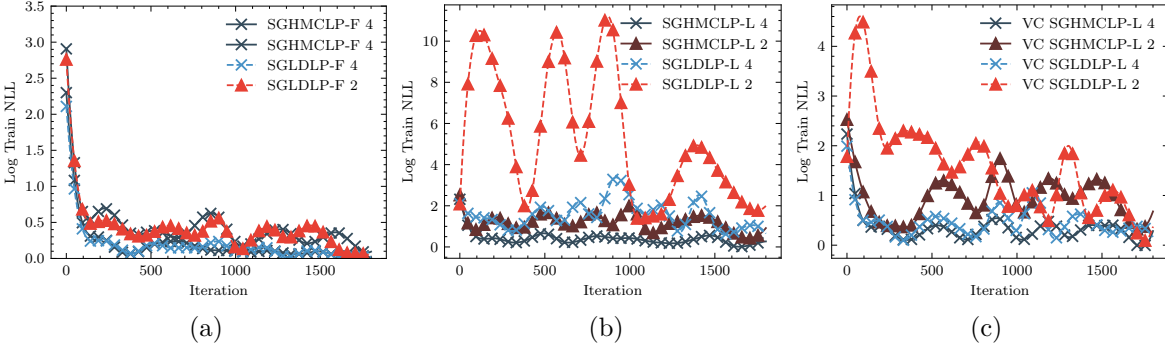 3.5
3.0
2.5
2.0
1.5
1.0
0.5
0.0
Log Train NLL
SGHMCLP-F 4
SGHMCLP-F 4
SGLDLP-F 4
SGLDLP-F 2
0 500 1000 1500
Iteration
(a)
10
8
6
4
2
0
Log Train NLL
SGHMCLP-L 4
SGHMCLP-L 2
SGLDLP-L 4
SGLDLP-L 2
0 500 1000 1500
Iteration
(b)
4
3
2
1
0
Log Train NLL
VC SGHMCLP-L 4
VC SGHMCLP-L 2
VC SGLDLP-L 4
VC SGLDLP-L 2
0 500 1000 1500
Iteration
(c)